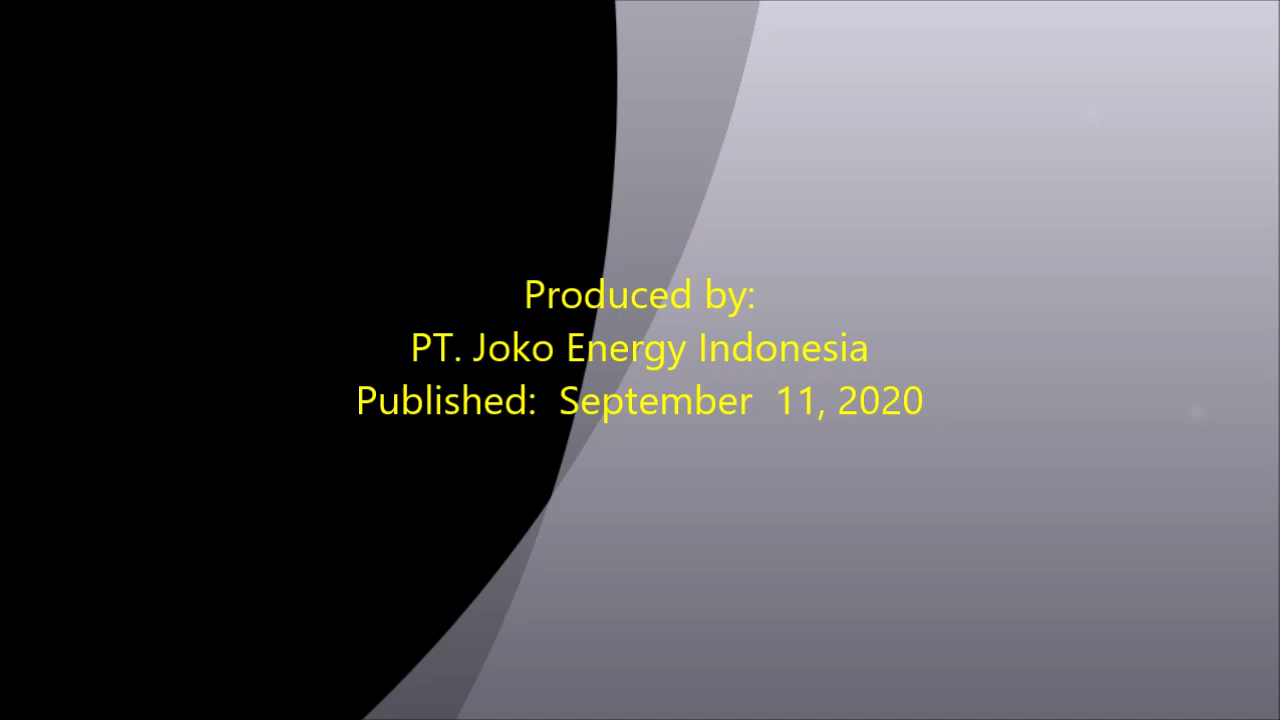 Produced by:
PT. Joko Energy Indonesia
Published:  September  11, 2020